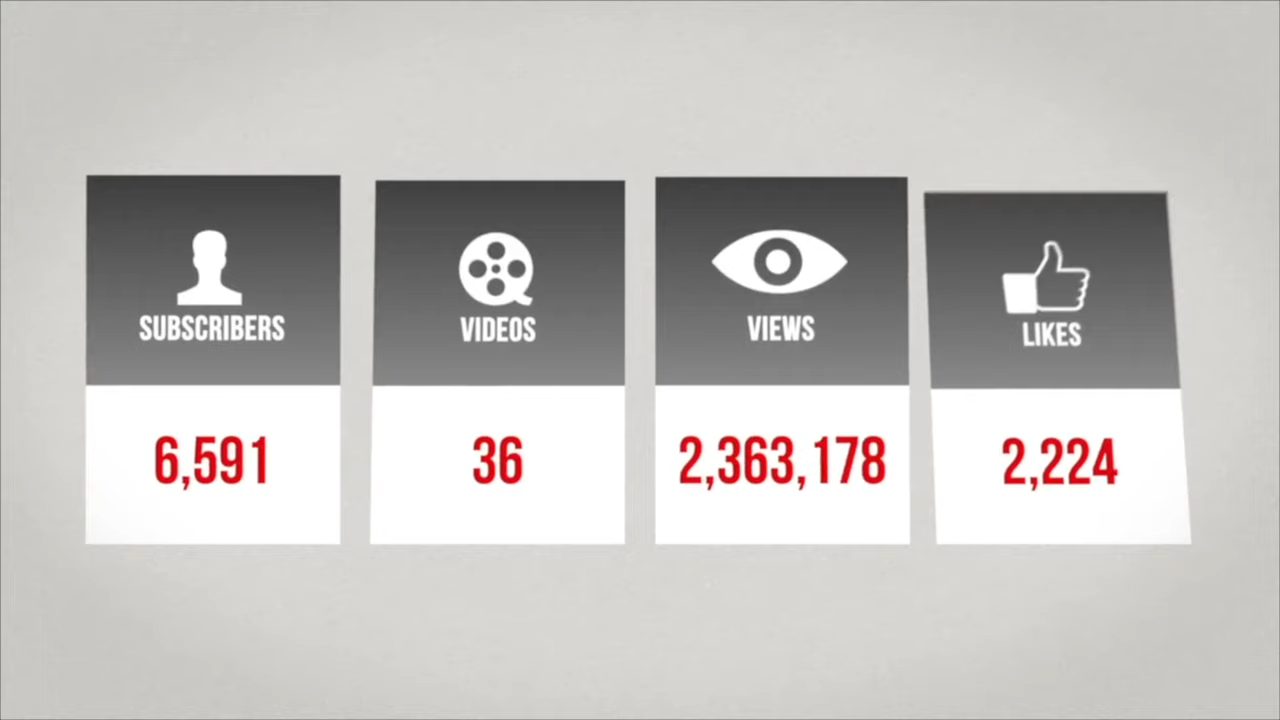 SUBSCRIBERS
6,591
VIDEOS
36
VIEWS
2,363,178
LIKES
2,224